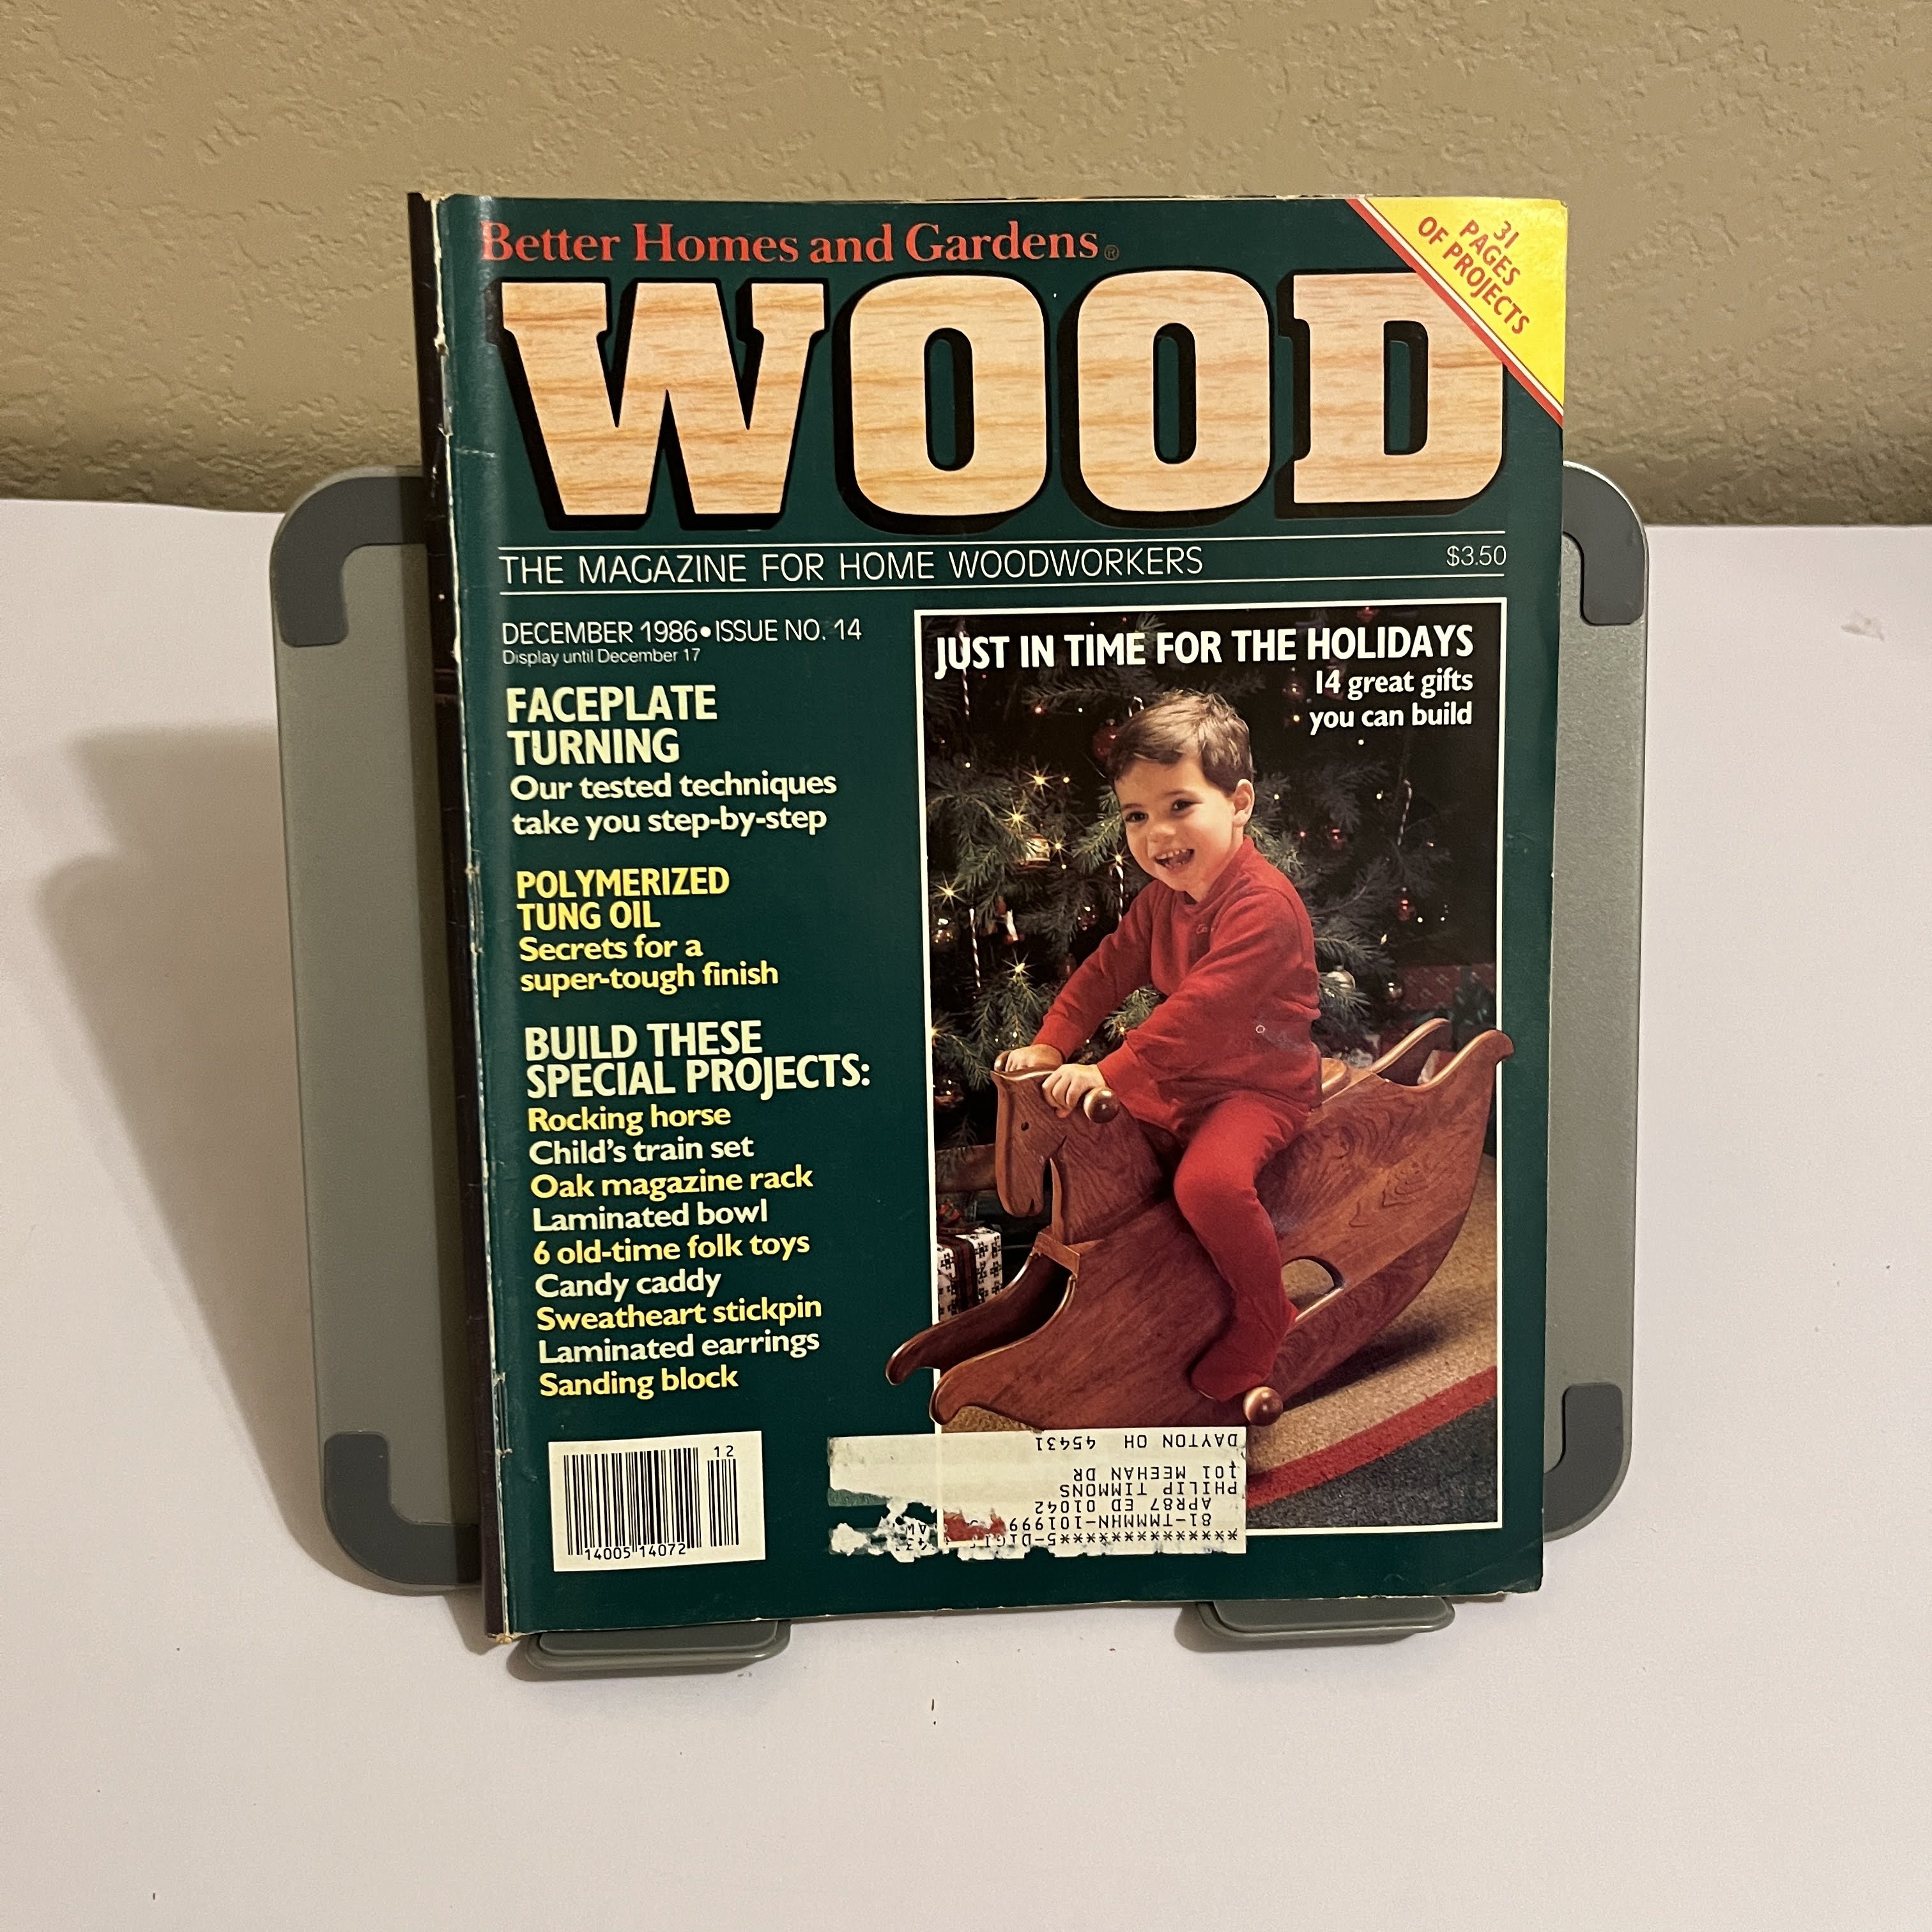 Better Homes and Gardens®
WOOD
31
PAGES
OF PROJECTS
THE MAGAZINE FOR HOME WOODWORKERS
$3.50
DECEMBER 1986•ISSUE NO. 14
Display until December 17
FACEPLATE
TURNING
Our tested techniques
take you step-by-step
POLYMERIZED
TUNG OIL
Secrets for a
super-tough finish
BUILD THESE
SPECIAL PROJECTS:
Rocking horse
Child's train set
Oak magazine rack
Laminated bowl
6 old-time folk toys
Candy caddy
Sweatheart stickpin
Laminated earrings
Sanding block
JUST IN TIME FOR THE HOLIDAYS
14 great gifts
you can build
12
14005 14072
81-TMMMHN-101999
APR87 ED 01042
PHILIP TIMMONS
101 MEEHAN DR
DAYTON OH 45431